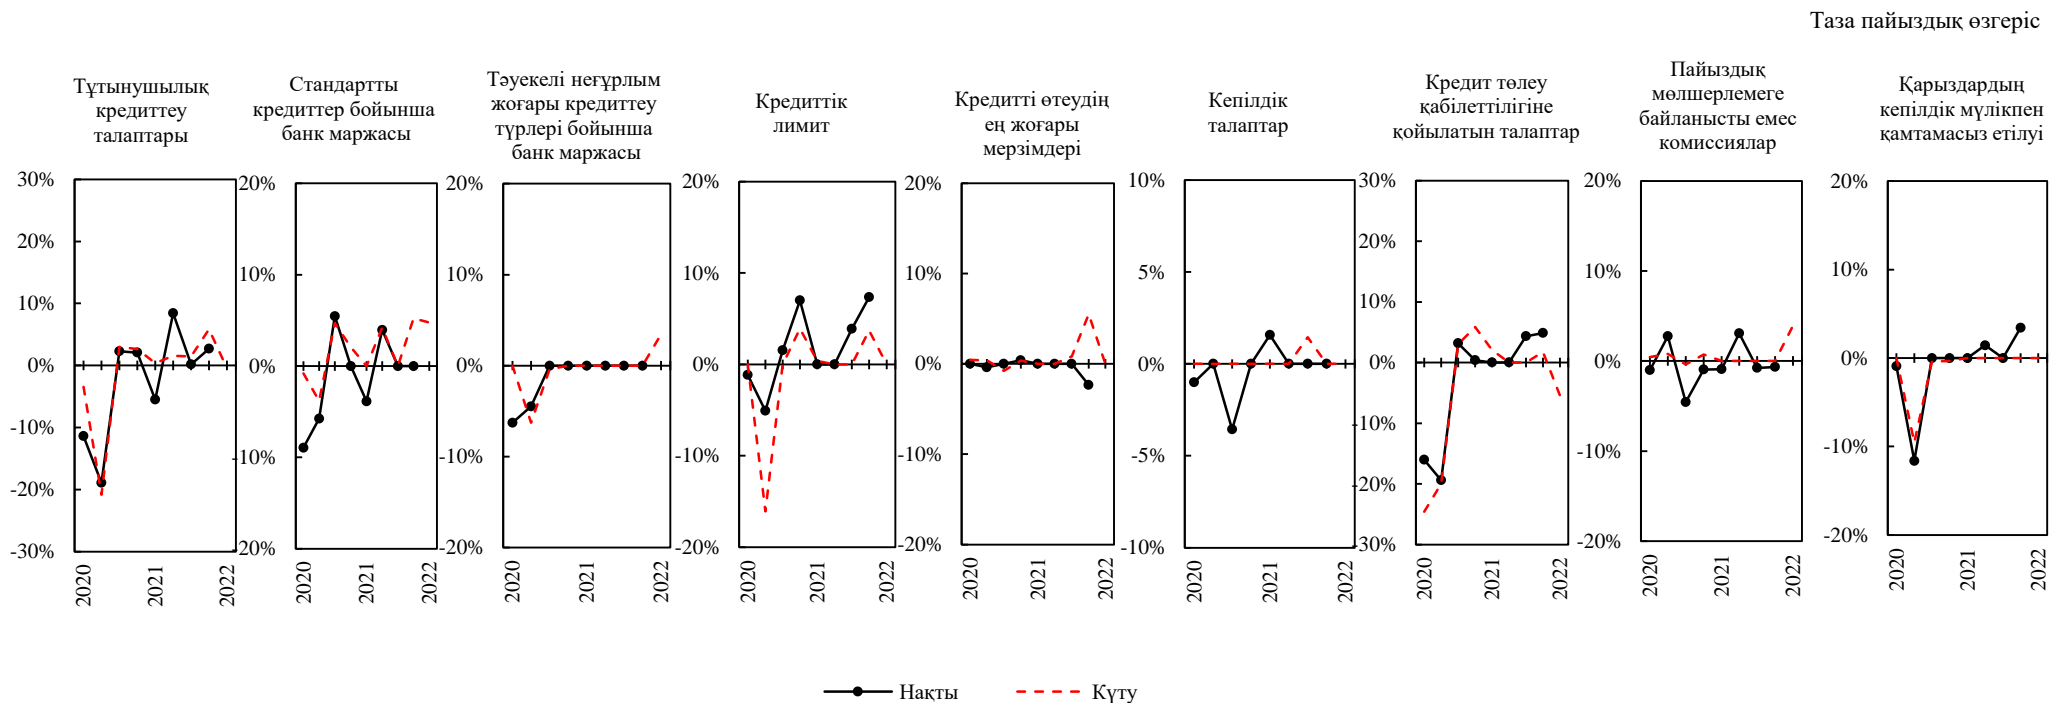 Таза пайыздық өзгеріс
Тұтынушылық
кредиттеу
талаптары
30%
20%
10%
0%
-10%
-20%
-30%
2020
2021
2022
Стандартты
кредиттер бойынша
банк маржасы
20%
10%
0%
-10%
-20%
2020
2021
2022
Тәуекелі неғұрлым
жоғары кредиттеу
түрлері бойынша
банк маржасы
20%
10%
0%
-10%
-20%
2020
2021
2022
Кредиттік
лимит
20%
10%
0%
-10%
-20%
2020
2021
2022
Кредитті өтеудің
ең жоғары
мерзімдері
20%
10%
0%
-10%
-20%
2020
2021
2022
Кепілдік
талаптар
10%
5%
0%
-5%
-10%
2020
2021
2022
Кредит төлеу
қабілеттілігіне
қойылатын талаптар
30%
20%
10%
0%
-10%
-20%
-30%
2020
2021
2022
Пайыздық
мөлшерлемеге
байланысты емес
комиссиялар
20%
10%
0%
-10%
-20%
2020
2021
2022
Қарыздардың
кепілдік мүлікпен
қамтамасыз етілуі
20%
10%
0%
-10%
-20%
2020
2021
2022
Нақты
Күту